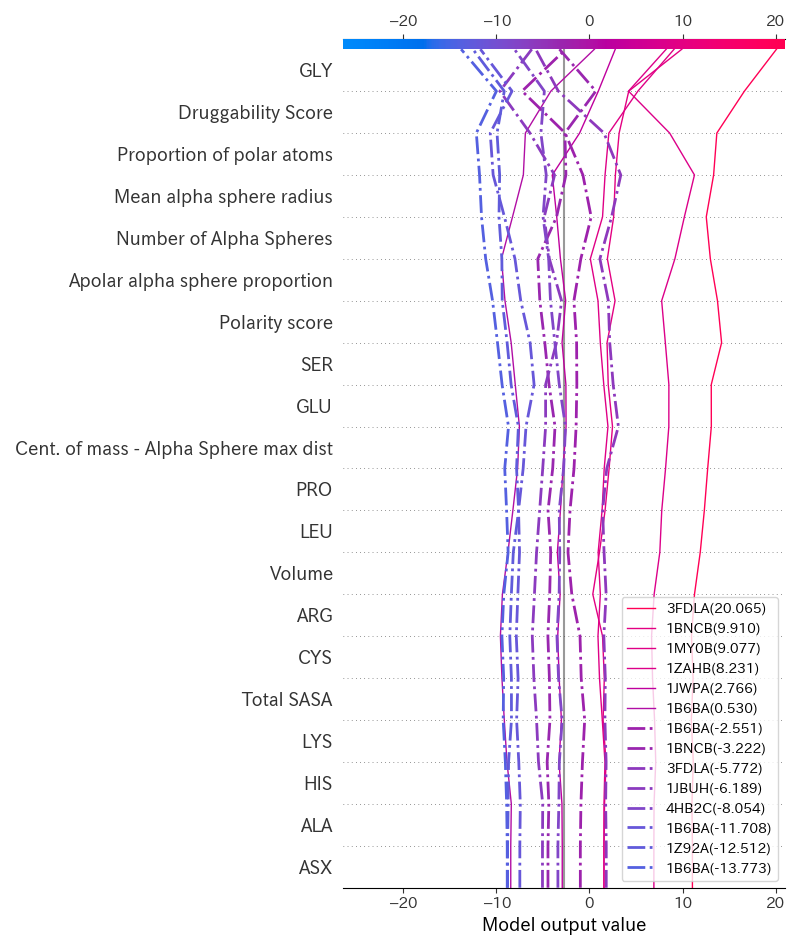 −20 −10 0 10 20
GLY
Druggability Score
Proportion of polar atoms
Mean alpha sphere radius
Number of Alpha Spheres
Apolar alpha sphere proportion
Polarity score
SER
GLU
Cent. of mass - Alpha Sphere max dist
PRO
LEU
Volume
ARG
CYS
Total SASA
LYS
HIS
ALA
ASX
3FDLA(20.065)
1BNCB(9.910)
1MY0B(9.077)
1ZAHB(8.231)
1JWPA(2.766)
1B6BA(0.530)
1B6BA(-2.551)
1BNCB(-3.222)
3FDLA(-5.772)
1JBUH(-6.189)
4HB2C(-8.054)
1B6BA(-11.708)
1Z92A(-12.512)
1B6BA(-13.773)
−20 −10 0 10 20
Model output value